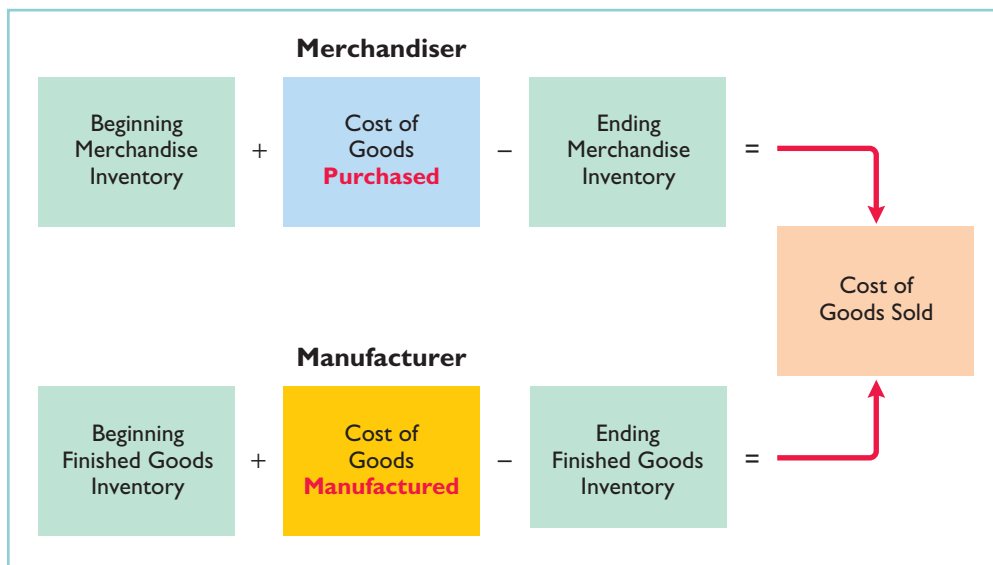 Merchandiser
Beginning
Merchandise
Inventory
+
Cost of
Goods
Purchased
–
Ending
Merchandise
Inventory
=
Cost of
Goods Sold
Manufacturer
Beginning
Finished Goods
Inventory
+
Cost of
Goods
Manufactured
–
Ending
Finished Goods
Inventory
=